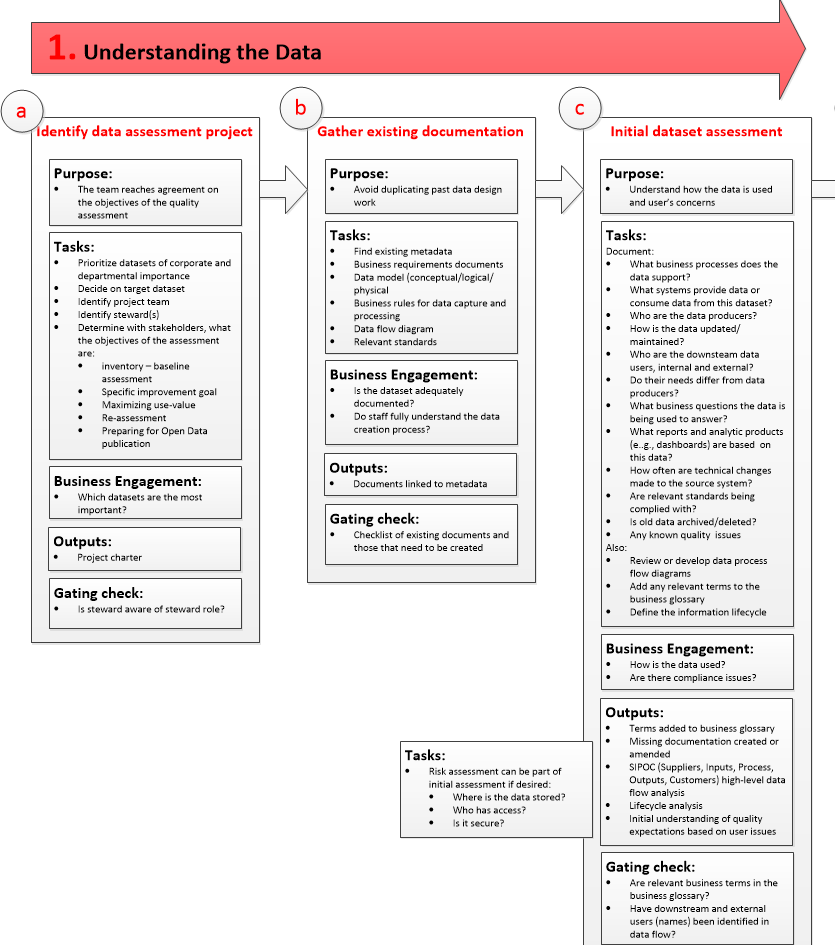 1. Understanding the Data
a
Identify data assessment project
Purpose:
• The team reaches agreement on
the objectives of the quality
assessment
Tasks:
• Prioritize datasets of corporate and
departmental importance
• Decide on target dataset
• Identify project team
• Identify steward(s)
• Determine with stakeholders, what
the objectives of the assessment
are:
• inventory – baseline
assessment
• Specific improvement goal
• Maximizing use-value
• Re-assessment
• Preparing for Open Data
publication
Business Engagement:
• Which datasets are the most
important?
Outputs:
• Project charter
Gating check:
• Is steward aware of steward role?
b
Gather existing documentation
Purpose:
• Avoid duplicating past data design
work
Tasks:
• Find existing metadata
• Business requirements documents
• Data model (conceptual/logical/
physical
• Business rules for data capture and
processing
• Data flow diagram
• Relevant standards
Business Engagement:
• Is the dataset adequately
documented?
• Do staff fully understand the data
creation process?
Outputs:
• Documents linked to metadata
Gating check:
• Checklist of existing documents and
those that need to be created
c
Initial dataset assessment
Purpose:
• Understand how the data is used
and user's concerns
Tasks:
Document:
• What business processes does the
data support?
• What systems provide data or
consume data from this dataset?
• Who are the data producers?
• How is the data updated/
maintained?
• Who are the downsteam data
users, internal and external?
• Do their needs differ from data
producers?
• What business questions the data is
being used to answer?
• What reports and analytic products
(e..g., dashboards) are based on
this data?
• How often are technical changes
made to the source system?
• Are relevant standards being
complied with?
• Is old data archived/deleted?
• Any known quality issues
Also:
• Review or develop data process
flow diagrams
• Add any relevant terms to the
business glossary
• Define the information lifecycle
Business Engagement:
• How is the data used?
• Are there compliance issues?
Outputs:
• Terms added to business glossary
• Missing documentation created or
amended
• SIPOC (Suppliers, Inputs, Process,
Outputs, Customers) high-level data
flow analysis
• Lifecycle analysis
• Initial understanding of quality
expectations based on user issues
Tasks:
• Risk assessment can be part of
initial assessment if desired:
• Where is the data stored?
• Who has access?
• Is it secure?
Gating check:
• Are relevant business terms in the
business glossary?
• Have downstream and external
users (names) been identified in
data flow?